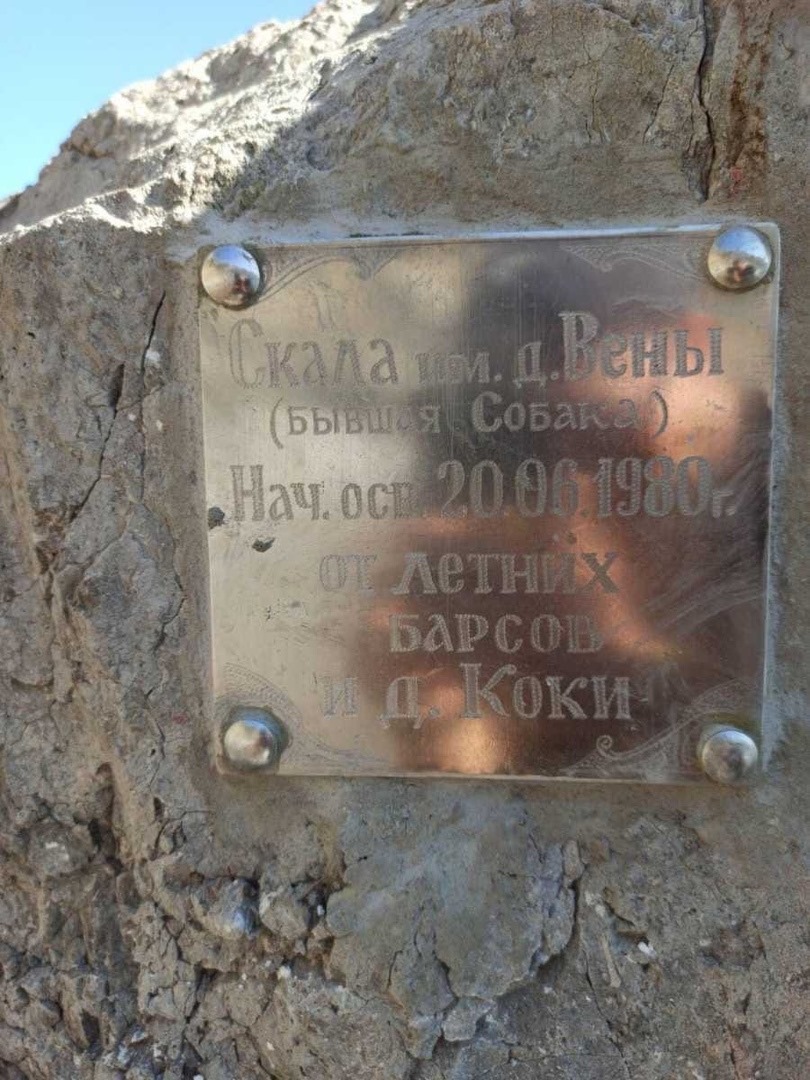 Скала им. д. Вены
(бывшая Собака)
Нач. осв. 20.06.1980г.
от летних
барсов
и д. Коки